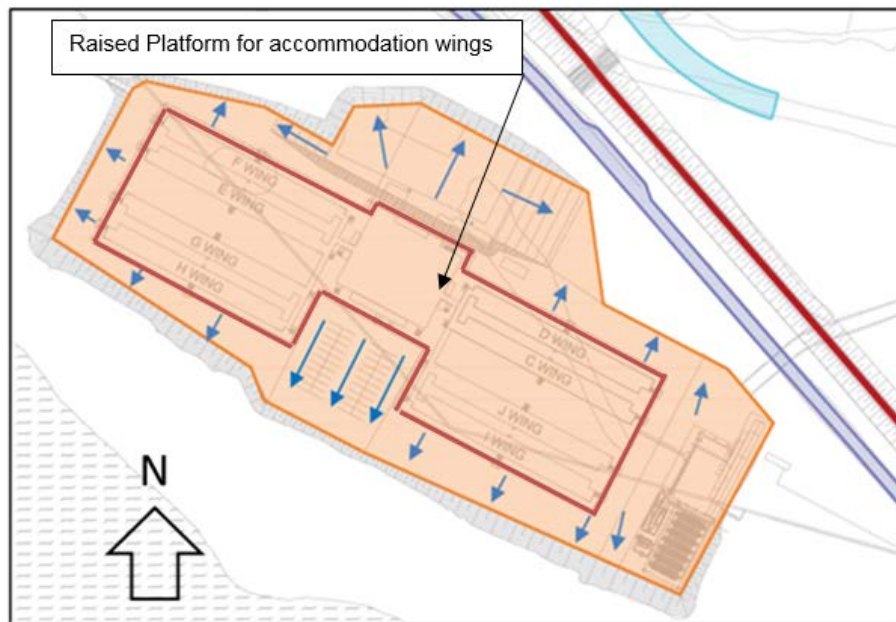 Raised Platform for accommodation wings
F WING
E WING
G WING
H WING
D WING
C WING
J WING
I WING
N